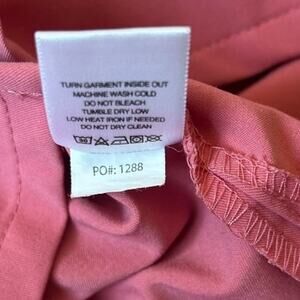 TURN GARMENT INSIDE OUT
MACHINE WASH COLD
DO NOT BLEACH
TUMBLE DRY LOW
LOW HEAT IRON IF NEEDED
DO NOT DRY CLEAN
PO#: 1288